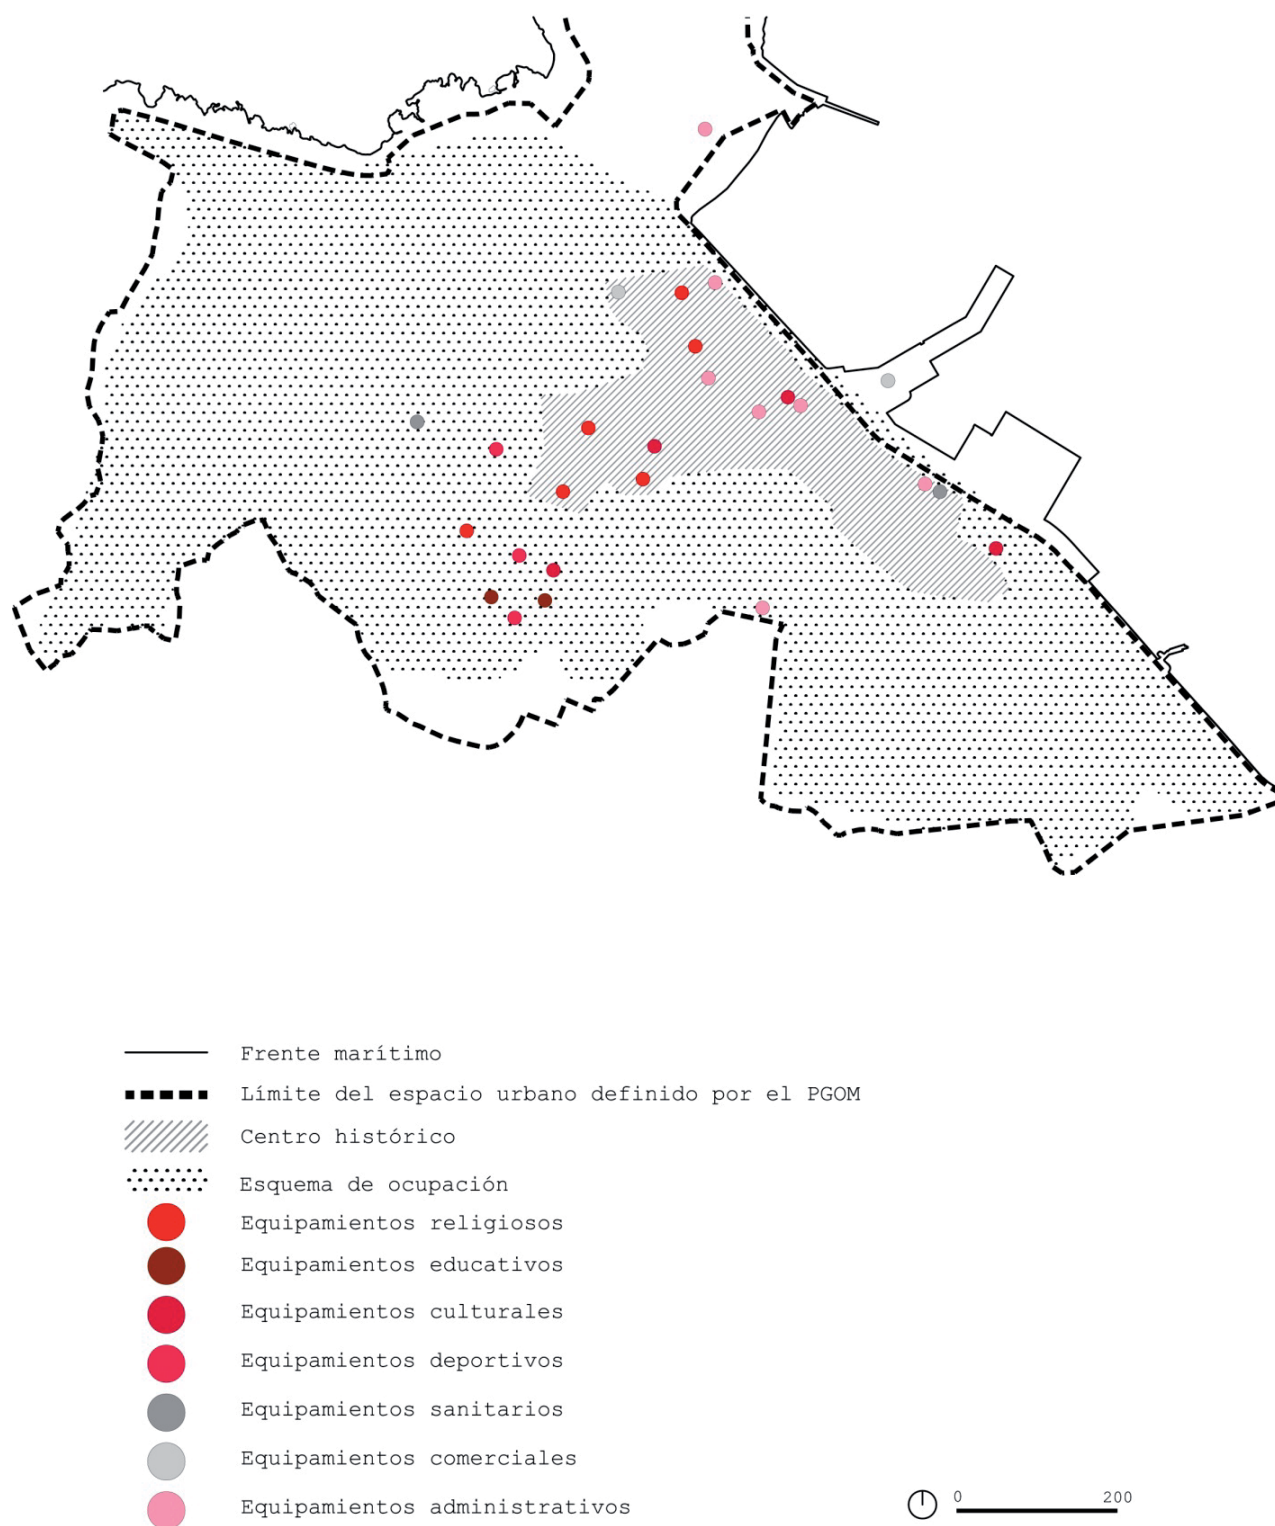 Frente marítimo
Límite del espacio urbano definido por el PGOM
Centro histórico
Esquema de ocupación
Equipamientos religiosos
Equipamientos educativos
Equipamientos culturales
Equipamientos deportivos
Equipamientos sanitarios
Equipamientos comerciales
Equipamientos administrativos
0 200